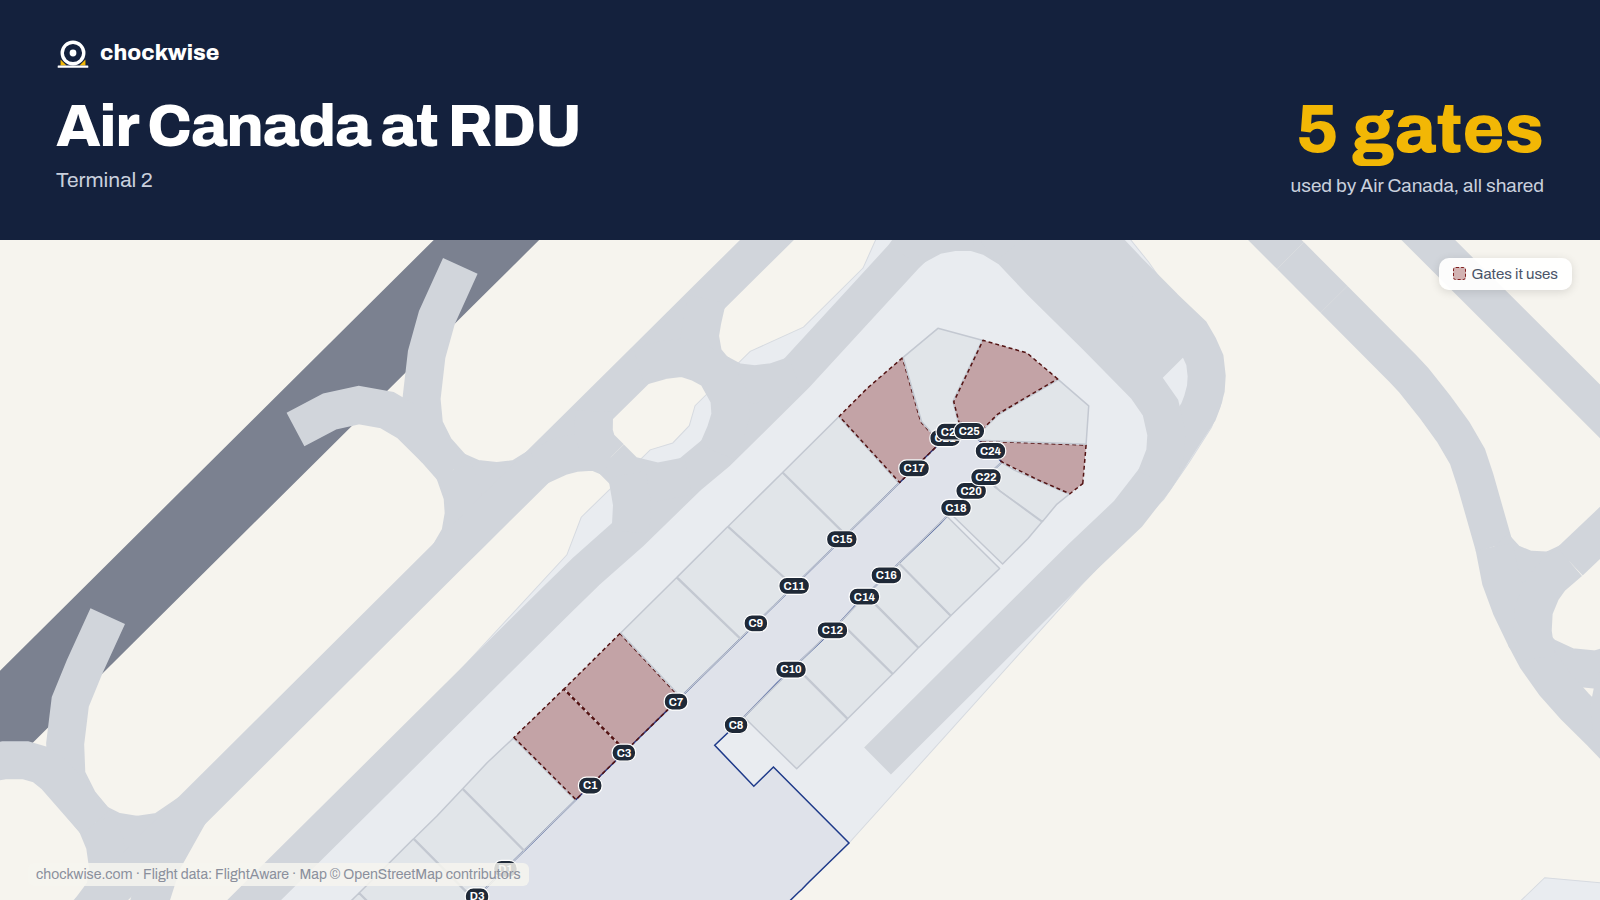 chockwise
Air Canada at RDU
Terminal 2
5 gates
used by Air Canada, all shared
Gates it uses
C25
C17
C24
C22
C20
C18
C15
C16
C11
C14
C9
C12
C10
C7
C8
C3
C1
chockwise.com · Flight data: FlightAware · Map © OpenStreetMap contributors
D3